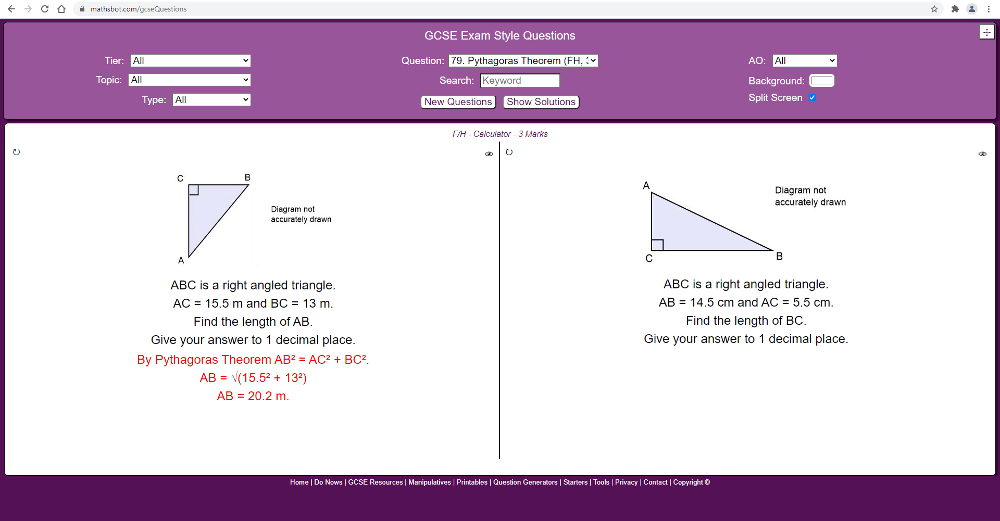 mathsbot.com/gcseQuestions
GCSE Exam Style Questions
Tier: All
Question: 79. Pythagoras Theorem (FH,
AO: All
Topic: All
Search: Keyword
Background:
Type: All
New Questions Show Solutions
Split Screen
F/H - Calculator - 3 Marks
C B
Diagram not
accurately drawn
A
ABC is a right angled triangle.
AC = 15.5 m and BC = 13 m.
Find the length of AB.
Give your answer to 1 decimal place.
By Pythagoras Theorem AB² = AC² + BC².
AB = √(15.5² + 13²)
AB = 20.2 m.
A
Diagram not
accurately drawn
C B
ABC is a right angled triangle.
AB = 14.5 cm and AC = 5.5 cm.
Find the length of BC.
Give your answer to 1 decimal place.
Home | Do Nows | GCSE Resources | Manipulatives | Printables | Question Generators | Starters | Tools | Privacy | Contact | Copyright ©